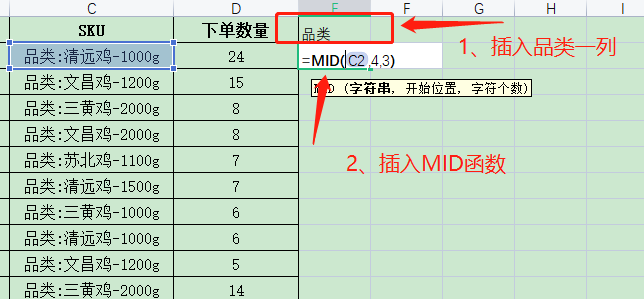 C D E F G H
SKU 下单数量 品类
1、插入品类一列
品类:清远鸡-1000g 24 =MID(C2,4,3)
品类:文昌鸡-1200g 15 MID (字符串, 开始位置, 字符个数)
品类:三黄鸡-2000g 8
品类:文昌鸡-2000g 8
品类:苏北鸡-1100g 7
2、插入MID函数
品类:清远鸡-1500g 7
品类:三黄鸡-1000g 6
品类:清远鸡-1000g 6
品类:文昌鸡-1200g 5
品类:三黄鸡-2000g 14